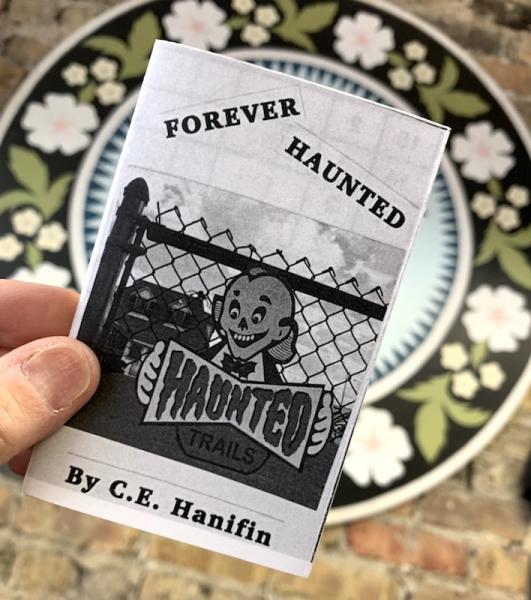 FOREVER
HAUNTED
HAUNTED
TRAILS
By C.E. Hanifin